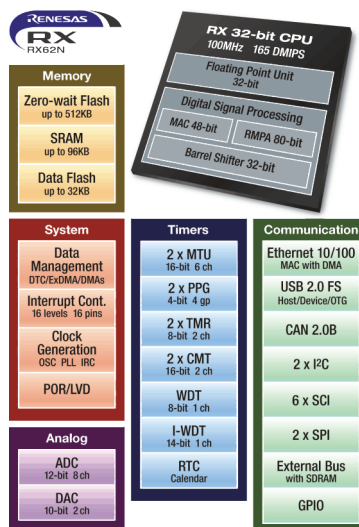 RENESAS
RX
RX62N
RX 32-bit CPU
100MHz 165 DMIPS
Floating Point Unit
32-bit
Digital Signal Processing
MAC 48-bit
RMPA 80-bit
Barrel Shifter 32-bit
Memory
Zero-wait Flash
up to 512KB
SRAM
up to 96KB
Data Flash
up to 32KB
System
Data
Management
DTC/ExDMA/DMAs
Interrupt Cont.
16 levels 16 pins
Clock
Generation
OSC PLL IRC
POR/LVD
Analog
ADC
12-bit 8 ch
DAC
10-bit 2 ch
Timers
2 x MTU
16-bit 6 ch
2 x PPG
4-bit 4 gp
2 x TMR
8-bit 2 ch
2 x CMT
16-bit 2 ch
WDT
8-bit 1 ch
I-WDT
14-bit 1 ch
RTC
Calendar
Communication
Ethernet 10/100
MAC with DMA
USB 2.0 FS
Host/Device/OTG
CAN 2.0B
2 x I²C
6 x SCI
2 x SPI
External Bus
with SDRAM
GPIO